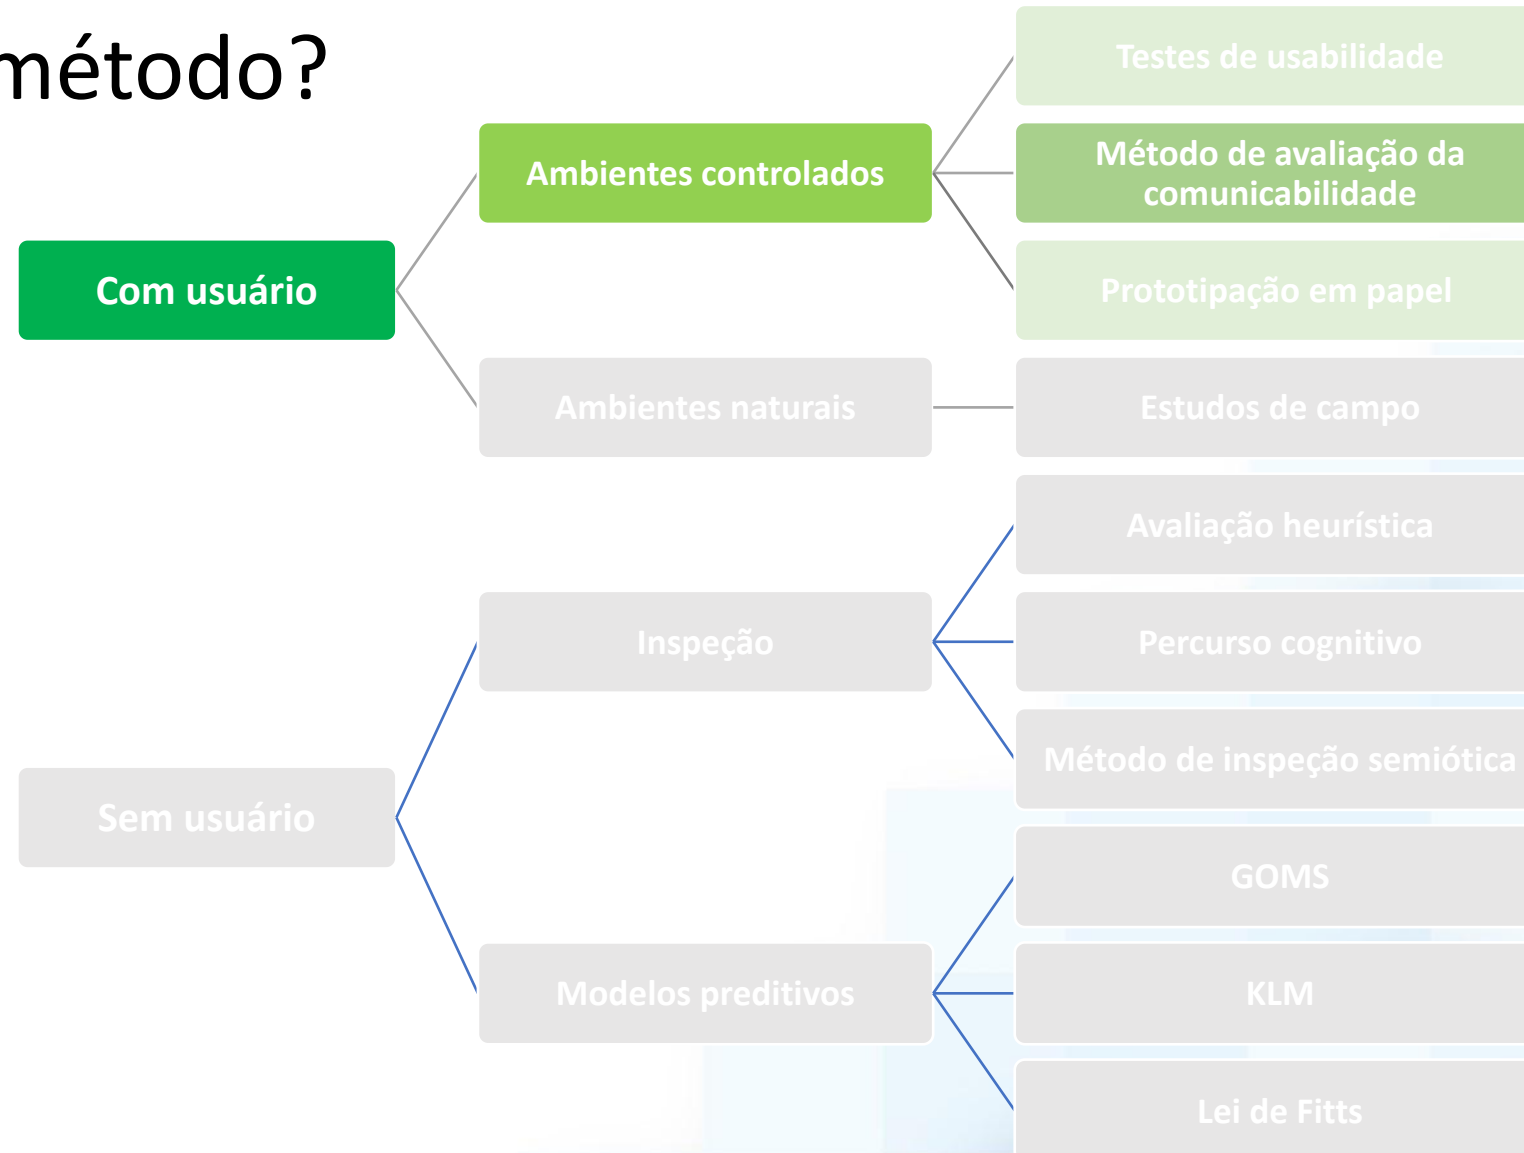 método?
Com usuário
Ambientes controlados
Testes de usabilidade
Método de avaliação da
comunicabilidade
Prototipação em papel
Ambientes naturais
Estudos de campo
Sem usuário
Inspeção
Avaliação heurística
Percurso cognitivo
Método de inspeção semiótica
Modelos preditivos
GOMS
KLM
Lei de Fitts